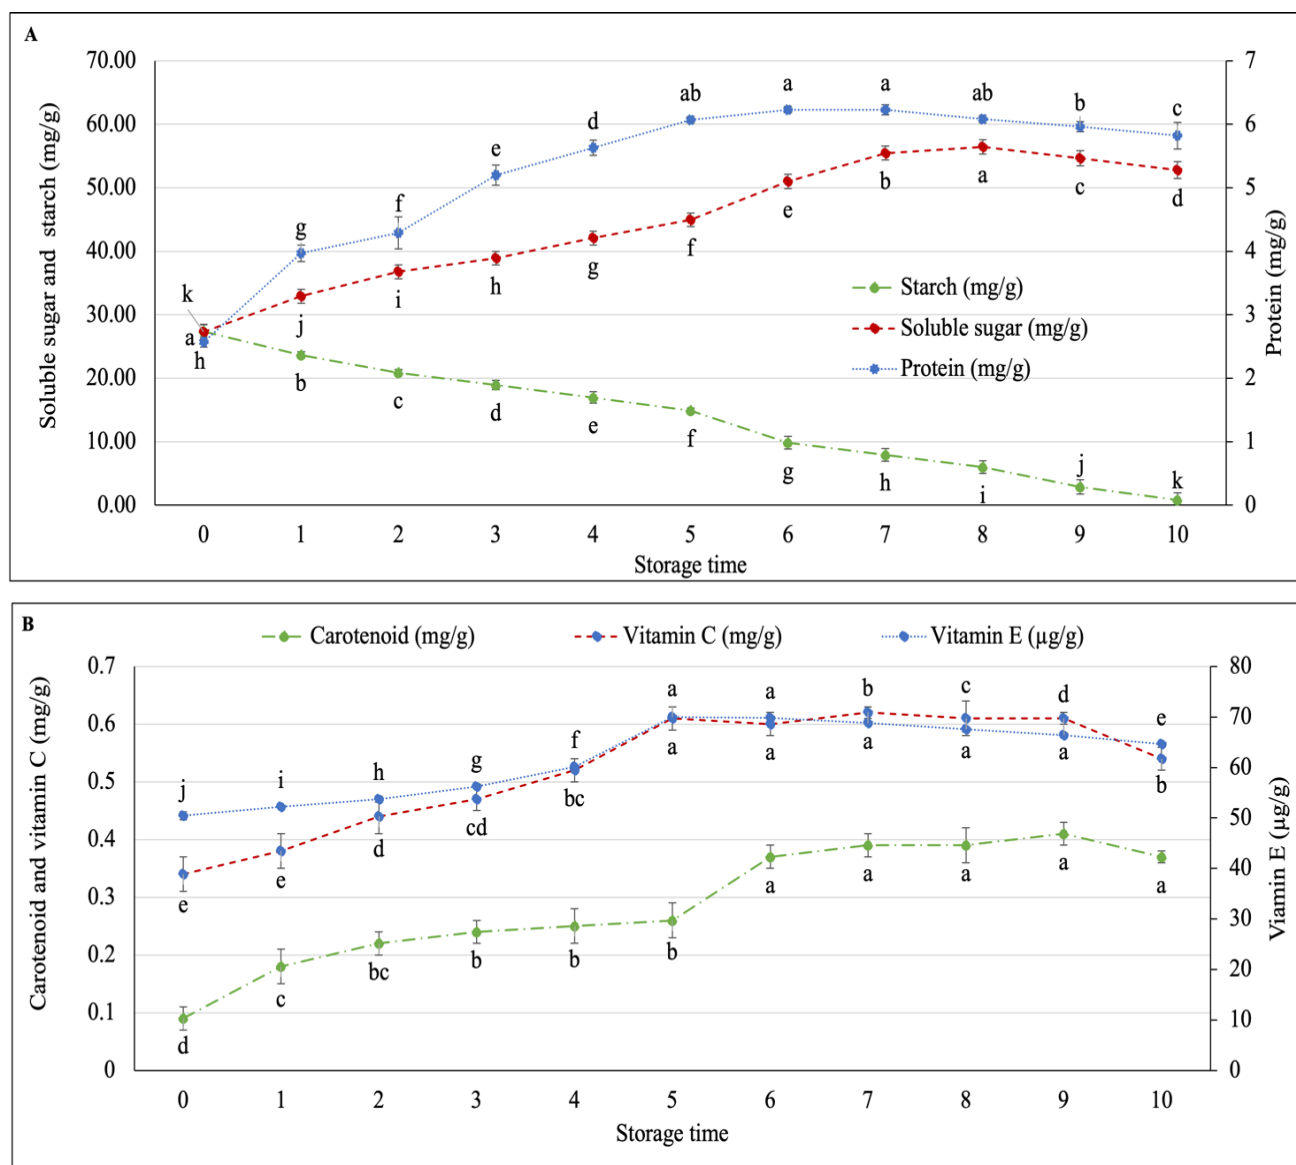 A
70.00
60.00
50.00
40.00
30.00
20.00
10.00
0.00
Soluble sugar and starch (mg/g)
7
6
5
4
3
2
1
0
Protein (mg/g)
h g f e d ab a a ab b c
k j i h g f e b a c d
a b c d e f g h i j k
Starch (mg/g)
Soluble sugar (mg/g)
Protein (mg/g)
0 1 2 3 4 5 6 7 8 9 10
Storage time
B
Carotenoid (mg/g)
Vitamin C (mg/g)
Vitamin E (µg/g)
0.7
0.6
0.5
0.4
0.3
0.2
0.1
0
Carotenoid and vitamin C (mg/g)
80
70
60
50
40
30
20
10
0
Viamin E (µg/g)
j i h g f a a b c d e
e e d cd bc a a a a a b
d c bc b b b a a a a a
0 1 2 3 4 5 6 7 8 9 10
Storage time